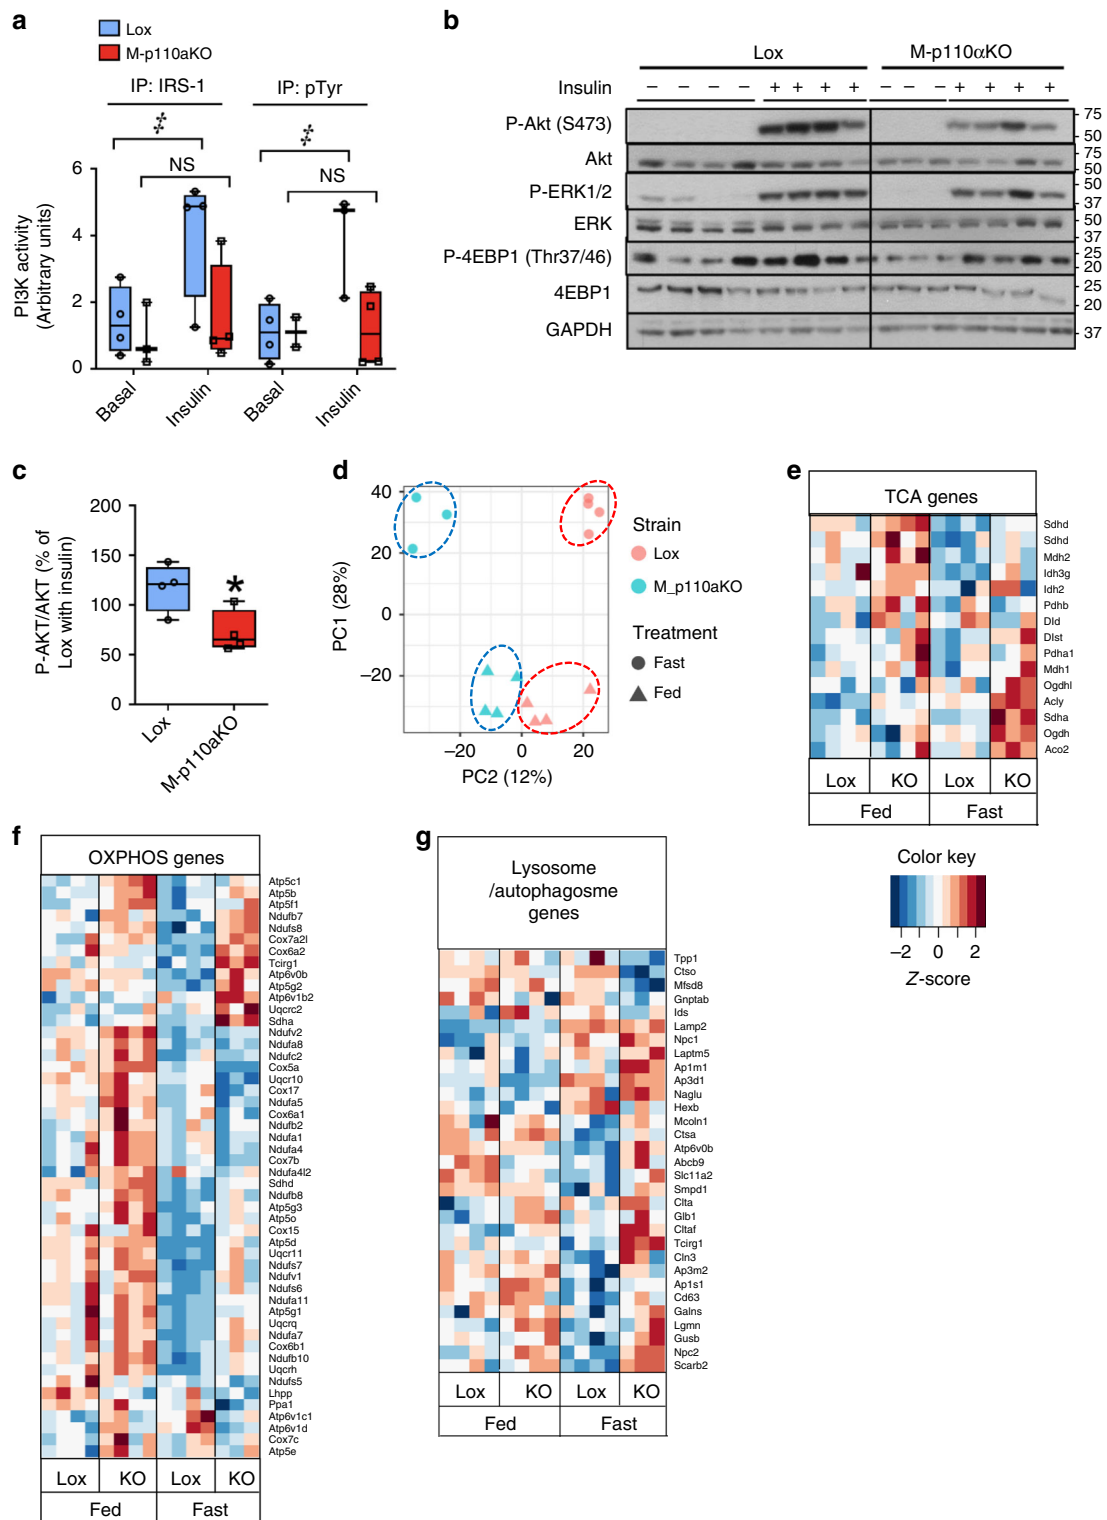 a
Lox
M-p110aKO
IP: IRS-1
IP: pTyr
‡
‡
NS
NS
6
4
2
0
PI3K activity
(Arbitrary units)
Basal
Insulin
Basal
Insulin
b
Lox
M-p110αKO
Insulin
– – – – + + + + – – – + + + +
P-Akt (S473)
75
50
Akt
75
50
P-ERK1/2
50
37
ERK
50
37
P-4EBP1 (Thr37/46)
25
20
4EBP1
25
20
GAPDH
37
c
200
150
100
50
0
P-AKT/AKT (% of
Lox with insulin)
*
Lox
M-p110aKO
d
40
20
0
–20
PC1 (28%)
–20
0
20
PC2 (12%)
Strain
Lox
M_p110aKO
Treatment
Fast
Fed
e
TCA genes
Sdhd
Sdhd
Mdh2
Idh3g
Idh2
Pdhb
Dld
Dlst
Pdha1
Mdh1
Ogdhl
Acly
Sdha
Ogdh
Aco2
Lox
KO
Lox
KO
Fed
Fast
Color key
–2
0
2
Z-score
f
OXPHOS genes
Atp5c1
Atp5b
Atp5f1
Ndufb7
Ndufs8
Cox7a2l
Cox6a2
Tcirg1
Atp6v0b
Atp5g2
Atp6v1b2
Uqcrc2
Sdha
Ndufv2
Ndufa8
Ndufc2
Cox5a
Uqcr10
Cox17
Ndufa5
Cox6a1
Ndufb2
Ndufa1
Ndufa4
Cox7b
Ndufa4l2
Sdhd
Ndufb8
Atp5g3
Atp5o
Cox15
Atp5d
Uqcr11
Ndufs7
Ndufv1
Ndufs6
Ndufa11
Atp5g1
Uqcrq
Ndufa7
Cox6b1
Ndufb10
Uqcrh
Ndufs5
Lhpp
Ppa1
Atp6v1c1
Atp6v1d
Cox7c
Atp5e
Lox
KO
Lox
KO
Fed
Fast
g
Lysosome
/autophagosme
genes
Tpp1
Ctso
Mfsd8
Gnptab
Ids
Lamp2
Npc1
Laptm5
Ap1m1
Ap3d1
Naglu
Hexb
Mcoln1
Ctsa
Atp6v0b
Abcb9
Slc11a2
Smpd1
Clta
Glb1
Cltaf
Tcirg1
Cln3
Ap3m2
Ap1s1
Cd63
Galns
Lgmn
Gusb
Npc2
Scarb2
Lox
KO
Lox
KO
Fed
Fast